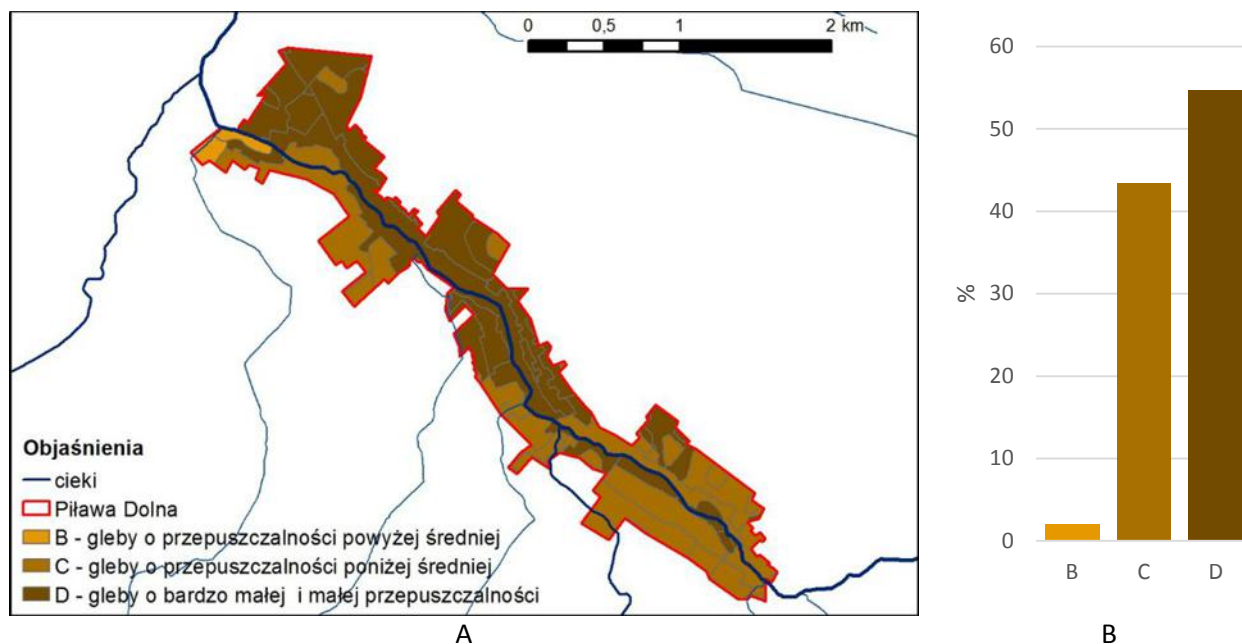 0 0,5 1 2 km
Objaśnienia
cieki
Piława Dolna
B - gleby o przepuszczalności powyżej średniej
C - gleby o przepuszczalności poniżej średniej
D - gleby o bardzo małej i małej przepuszczalności
A
60
50
40
30
20
10
0
%
B C D
B